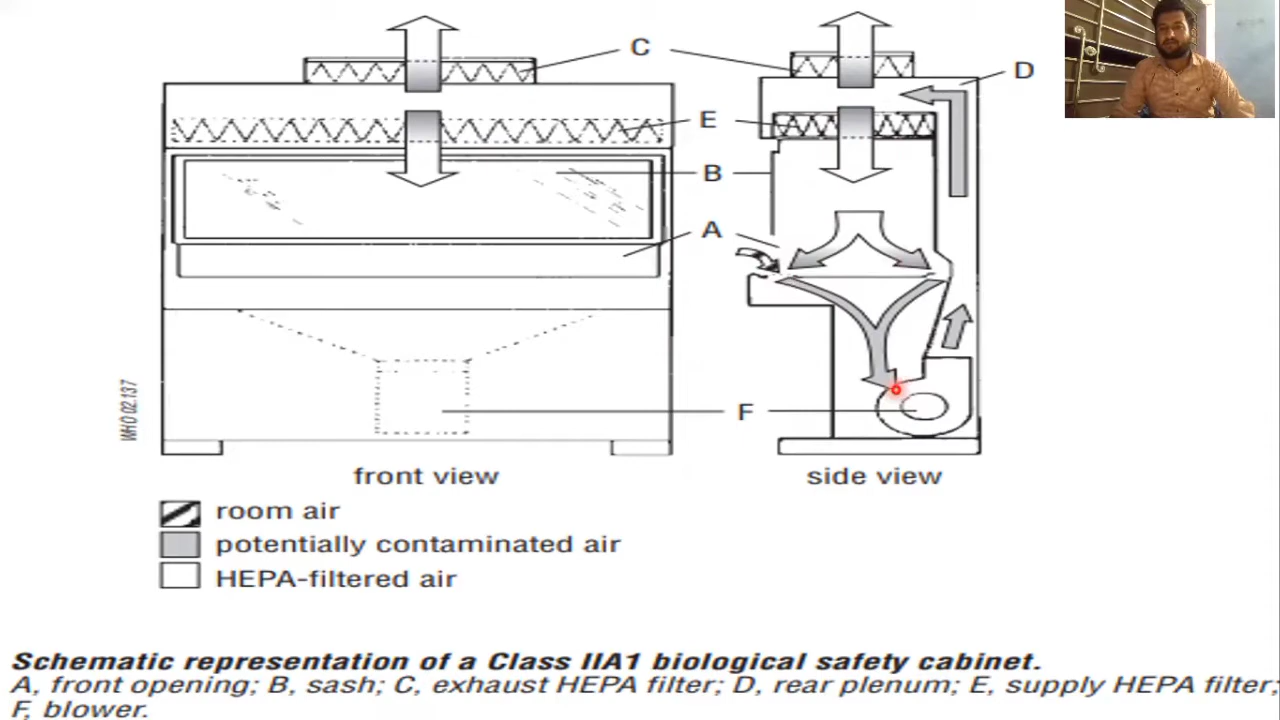 C
D
E
B
A
WHO 02.137
F
front view
side view
room air
potentially contaminated air
HEPA-filtered air
Schematic representation of a Class IIA1 biological safety cabinet.
A, front opening; B, sash; C, exhaust HEPA filter; D, rear plenum; E, supply HEPA filter;
F, blower.